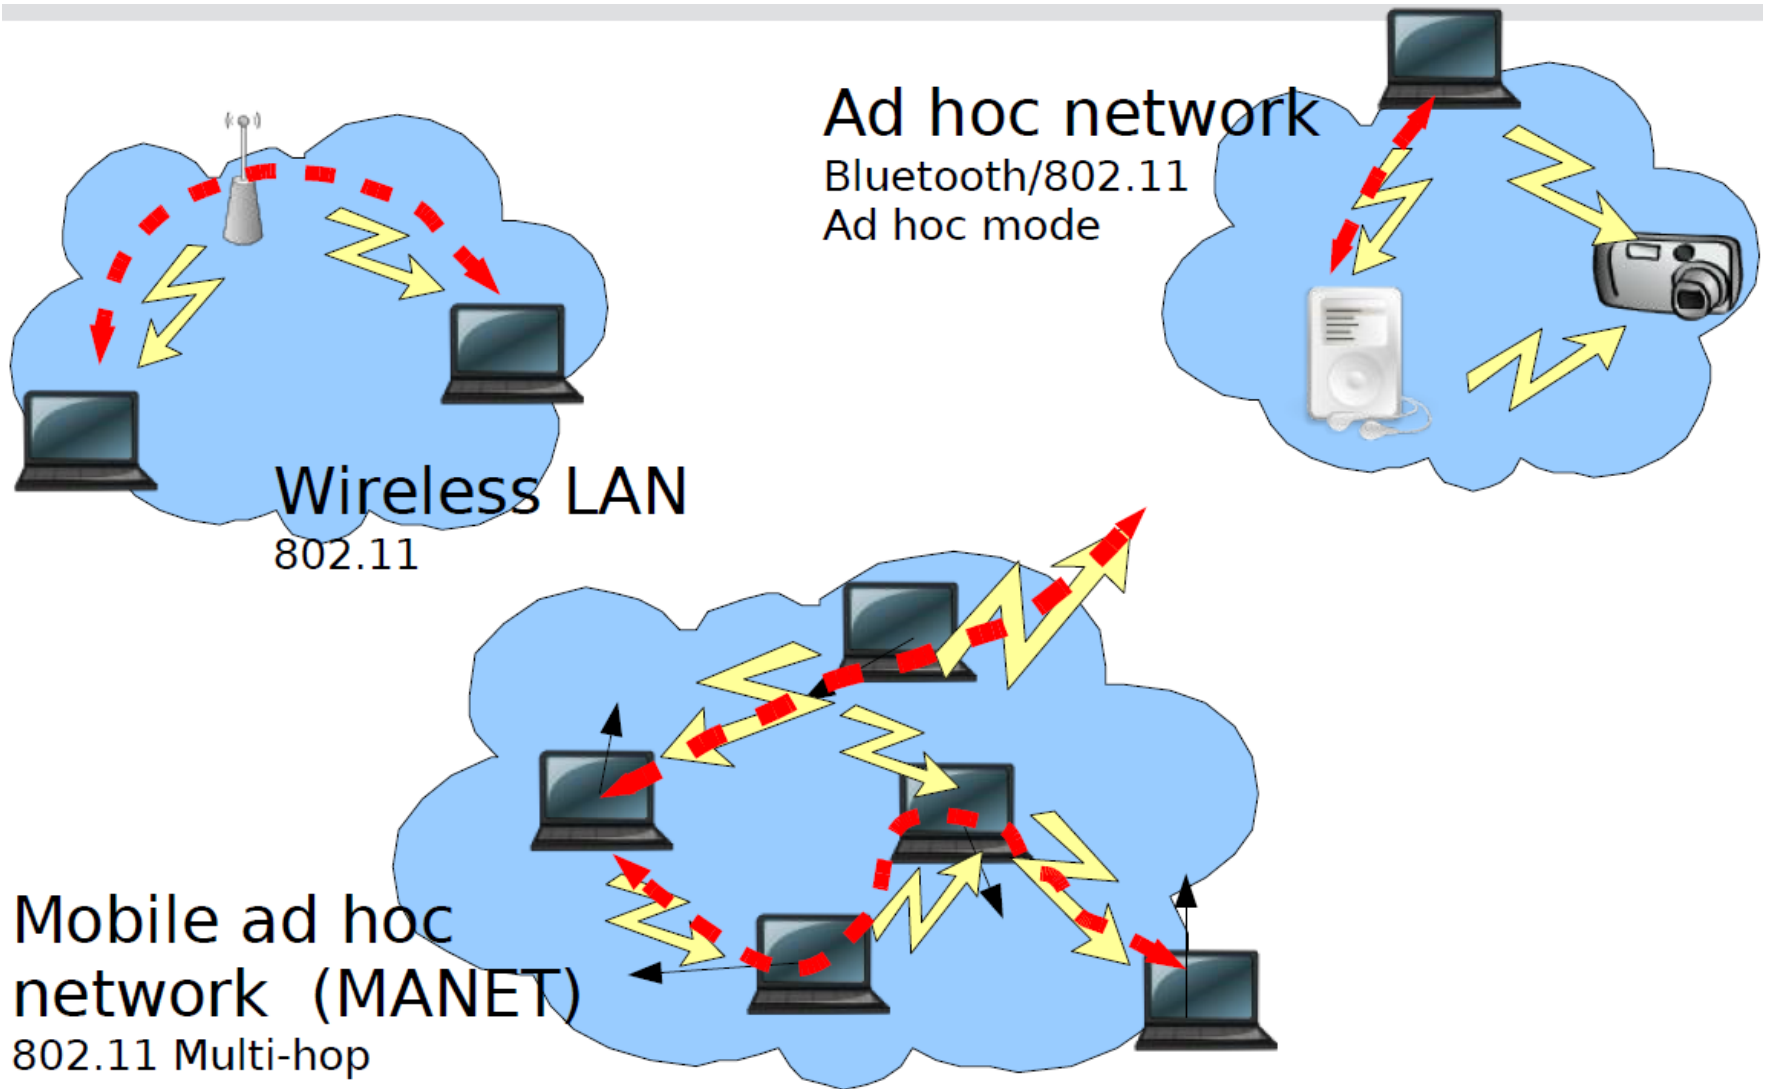 Ad hoc network
Bluetooth/802.11
Ad hoc mode
Wireless LAN
802.11
Mobile ad hoc
network (MANET)
802.11 Multi-hop